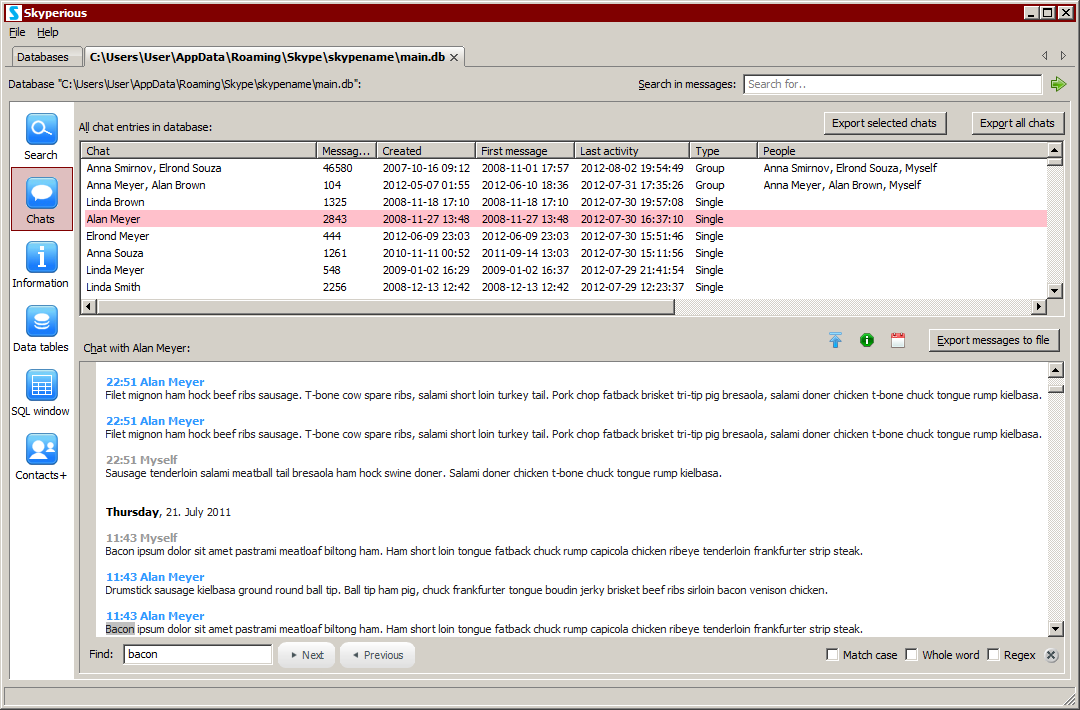 Skyperious
File Help
Databases C:\Users\User\AppData\Roaming\Skype\skypename\main.db
Database "C:\Users\User\AppData\Roaming\Skype\skypename\main.db": Search in messages: Search for..
Search
Chats
Information
Data tables
SQL window
Contacts+
All chat entries in database: Export selected chats Export all chats
Chat Messag... Created First message Last activity Type People
Anna Smirnov, Elrond Souza 46580 2007-10-16 09:12 2008-11-01 17:57 2012-08-02 19:54:49 Group Anna Smirnov, Elrond Souza, Myself
Anna Meyer, Alan Brown 104 2012-05-07 01:55 2012-06-10 18:36 2012-07-31 17:35:26 Group Anna Meyer, Alan Brown, Myself
Linda Brown 1325 2008-11-18 17:10 2008-11-18 17:10 2012-07-30 19:57:08 Single
Alan Meyer 2843 2008-11-27 13:48 2008-11-27 13:48 2012-07-30 16:37:10 Single
Elrond Meyer 444 2012-06-09 23:03 2012-06-09 23:03 2012-07-30 15:51:46 Single
Anna Souza 1261 2010-11-11 00:52 2011-09-14 13:03 2012-07-30 15:11:56 Single
Linda Meyer 548 2009-01-02 16:29 2009-01-02 16:37 2012-07-29 21:41:54 Single
Linda Smith 2256 2008-12-13 12:42 2008-12-13 12:42 2012-07-29 12:23:37 Single
Chat with Alan Meyer: Export messages to file
22:51 Alan Meyer
Filet mignon ham hock beef ribs sausage. T-bone cow spare ribs, salami short loin turkey tail. Pork chop fatback brisket tri-tip pig bresaola, salami doner chicken t-bone chuck tongue rump kielbasa.
22:51 Alan Meyer
Filet mignon ham hock beef ribs sausage. T-bone cow spare ribs, salami short loin turkey tail. Pork chop fatback brisket tri-tip pig bresaola, salami doner chicken t-bone chuck tongue rump kielbasa.
22:51 Myself
Sausage tenderloin salami meatball tail bresaola ham hock swine doner. Salami doner chicken t-bone chuck tongue rump kielbasa.
Thursday, 21. July 2011
11:43 Myself
Bacon ipsum dolor sit amet pastrami meatloaf biltong ham. Ham short loin tongue fatback chuck rump capicola chicken ribeye tenderloin frankfurter strip steak.
11:43 Alan Meyer
Drumstick sausage kielbasa ground round ball tip. Ball tip ham pig, chuck frankfurter tongue boudin jerky brisket beef ribs sirloin bacon venison chicken.
11:43 Alan Meyer
Bacon ipsum dolor sit amet pastrami meatloaf biltong ham. Ham short loin tongue fatback chuck rump capicola chicken ribeye tenderloin frankfurter strip steak.
Find: bacon Next Previous Match case Whole word Regex